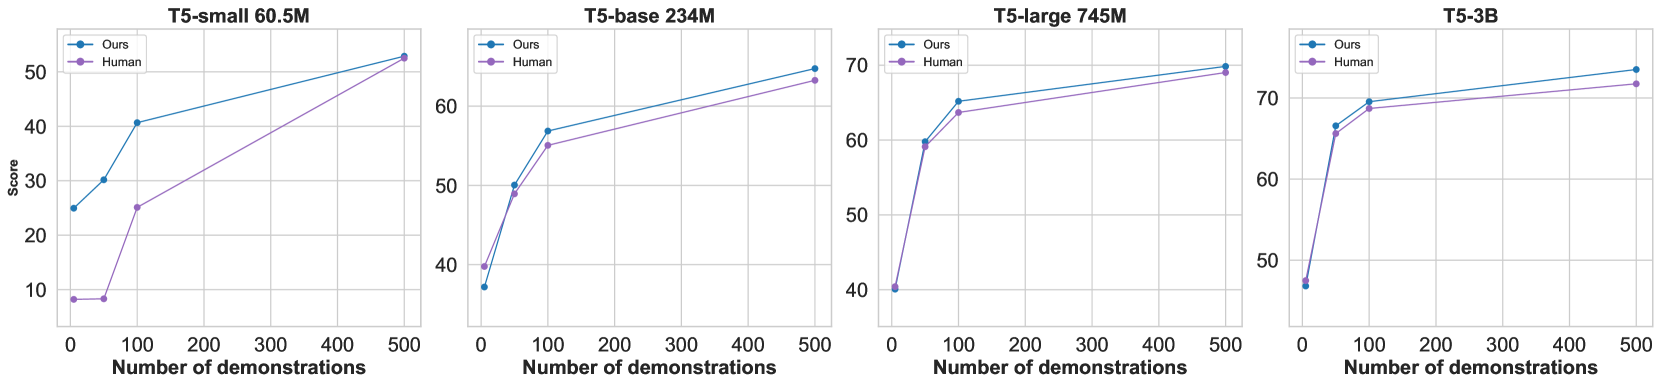 T5-small 60.5M
Ours
Human
50
40
30
20
10
Score
0 100 200 300 400 500
Number of demonstrations
T5-base 234M
Ours
Human
60
50
40
0 100 200 300 400 500
Number of demonstrations
T5-large 745M
Ours
Human
70
60
50
40
0 100 200 300 400 500
Number of demonstrations
T5-3B
Ours
Human
70
60
50
0 100 200 300 400 500
Number of demonstrations